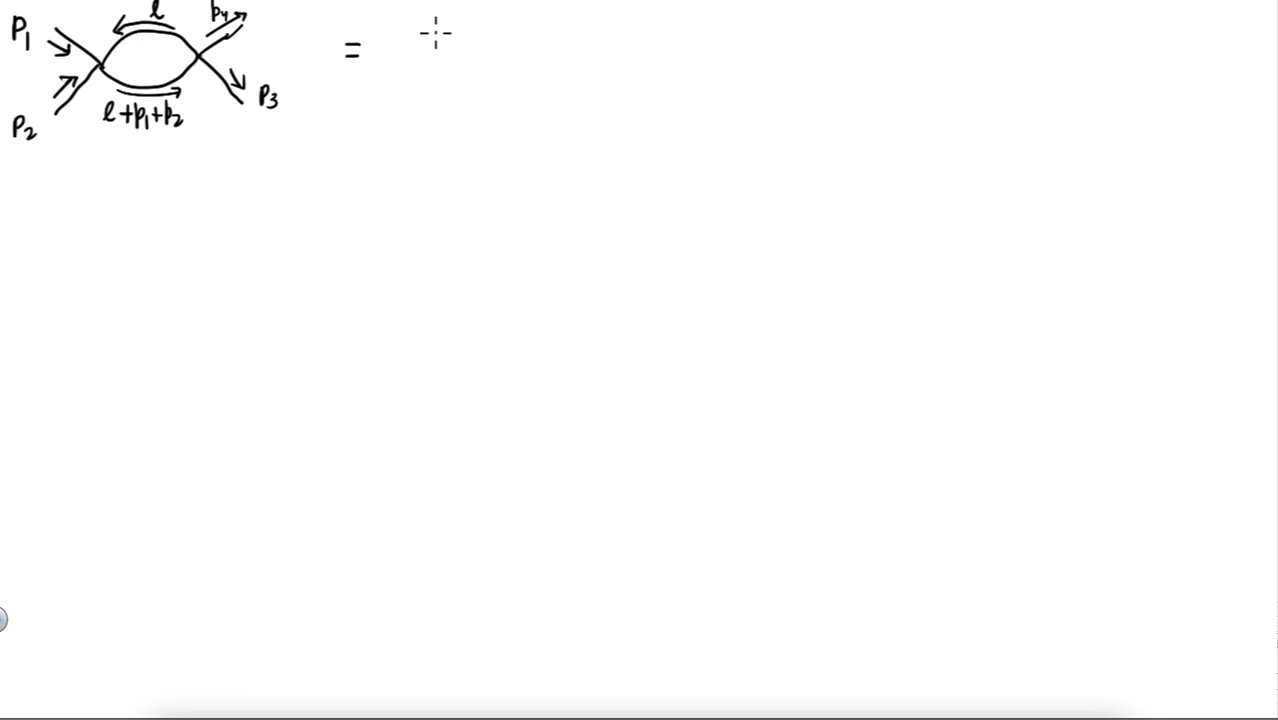 P₁
l
p₄
=
l+p₁+p₂
p₃
P₂